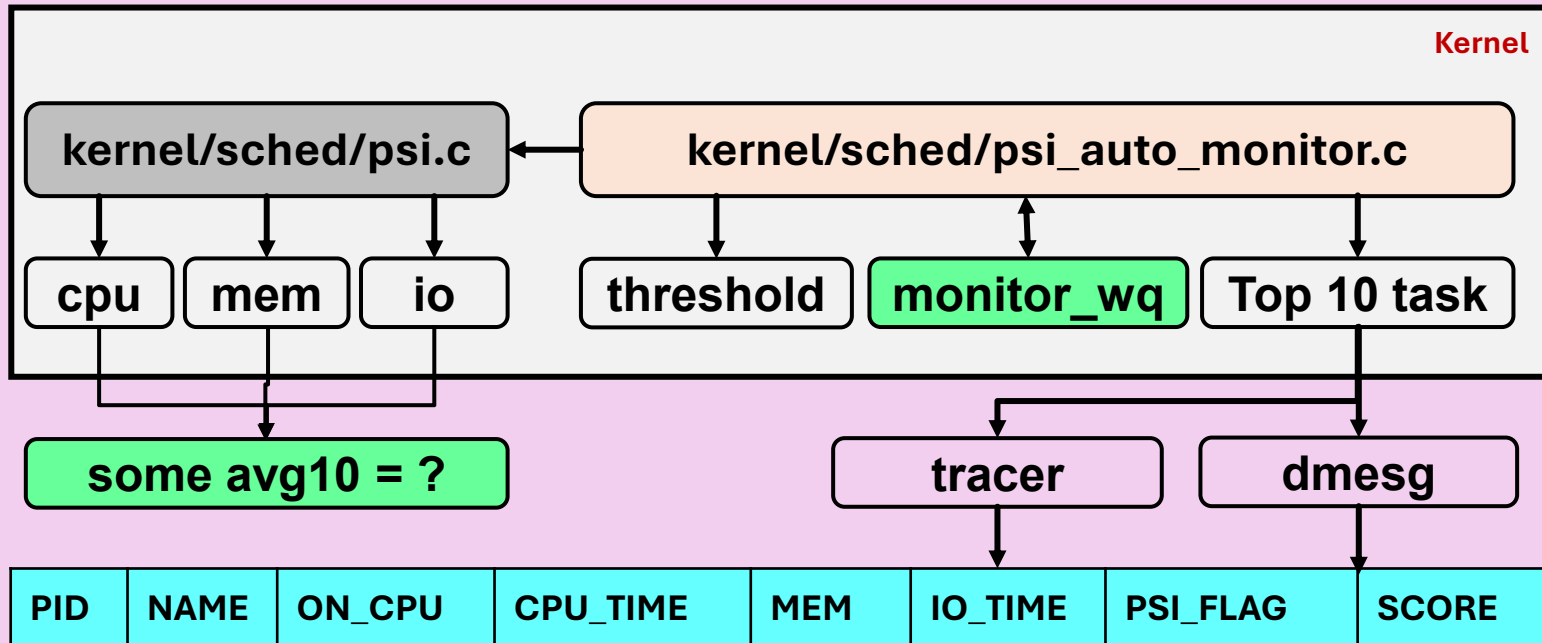 Kernel
kernel/sched/psi.c
kernel/sched/psi_auto_monitor.c
cpu
mem
io
threshold
monitor_wq
Top 10 task
some avg10 = ?
tracer
dmesg
PID
NAME
ON_CPU
CPU_TIME
MEM
IO_TIME
PSI_FLAG
SCORE